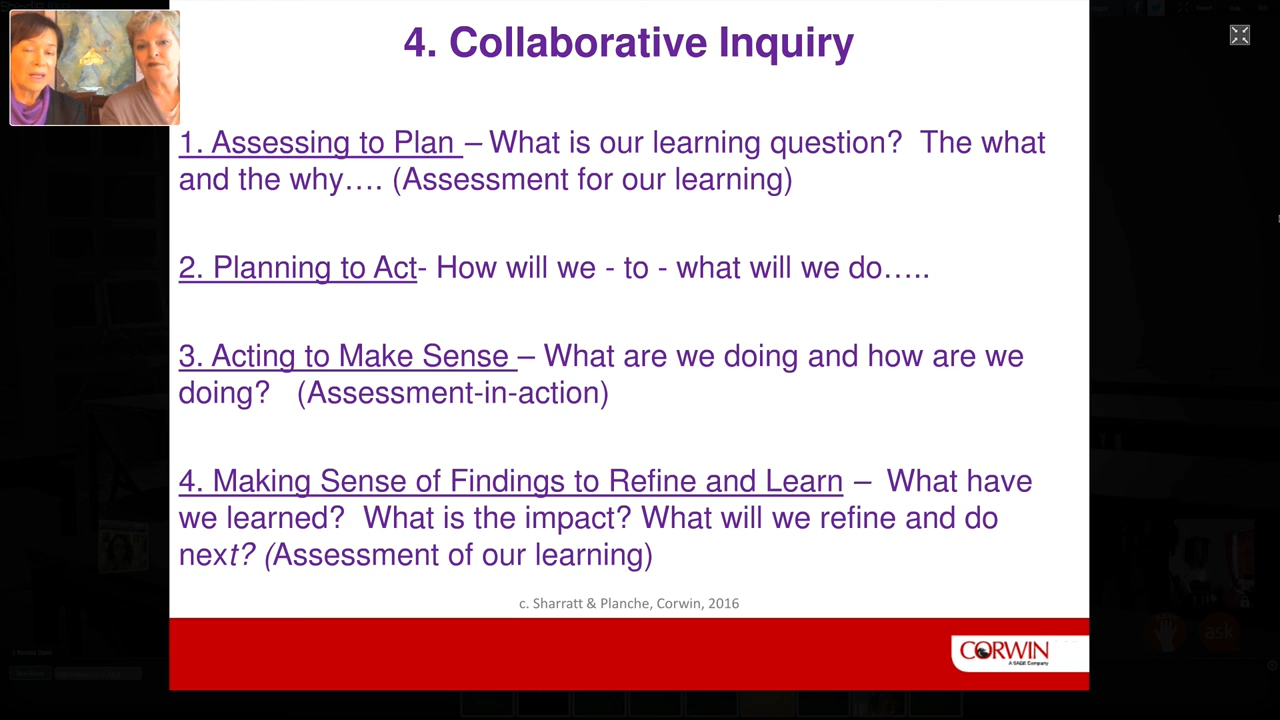 4. Collaborative Inquiry
1. Assessing to Plan – What is our learning question?  The what
and the why…. (Assessment for our learning)
2. Planning to Act- How will we - to - what will we do…..
3. Acting to Make Sense – What are we doing and how are we
doing?   (Assessment-in-action)
4. Making Sense of Findings to Refine and Learn –  What have
we learned?  What is the impact? What will we refine and do
next? (Assessment of our learning)
c. Sharratt & Planche, Corwin, 2016
CORWIN
A SAGE Company
ask